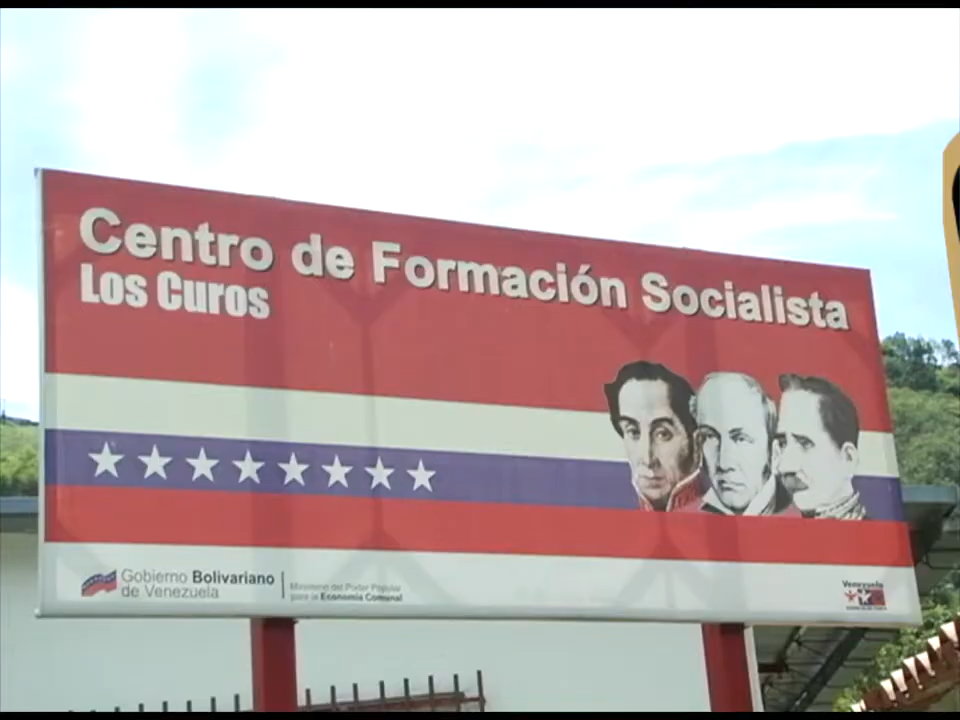 Centro de Formación Socialista
Los Curos
Gobierno Bolivariano
de Venezuela
Ministerio del Poder Popular
para la Economía Comunal
Venezuela